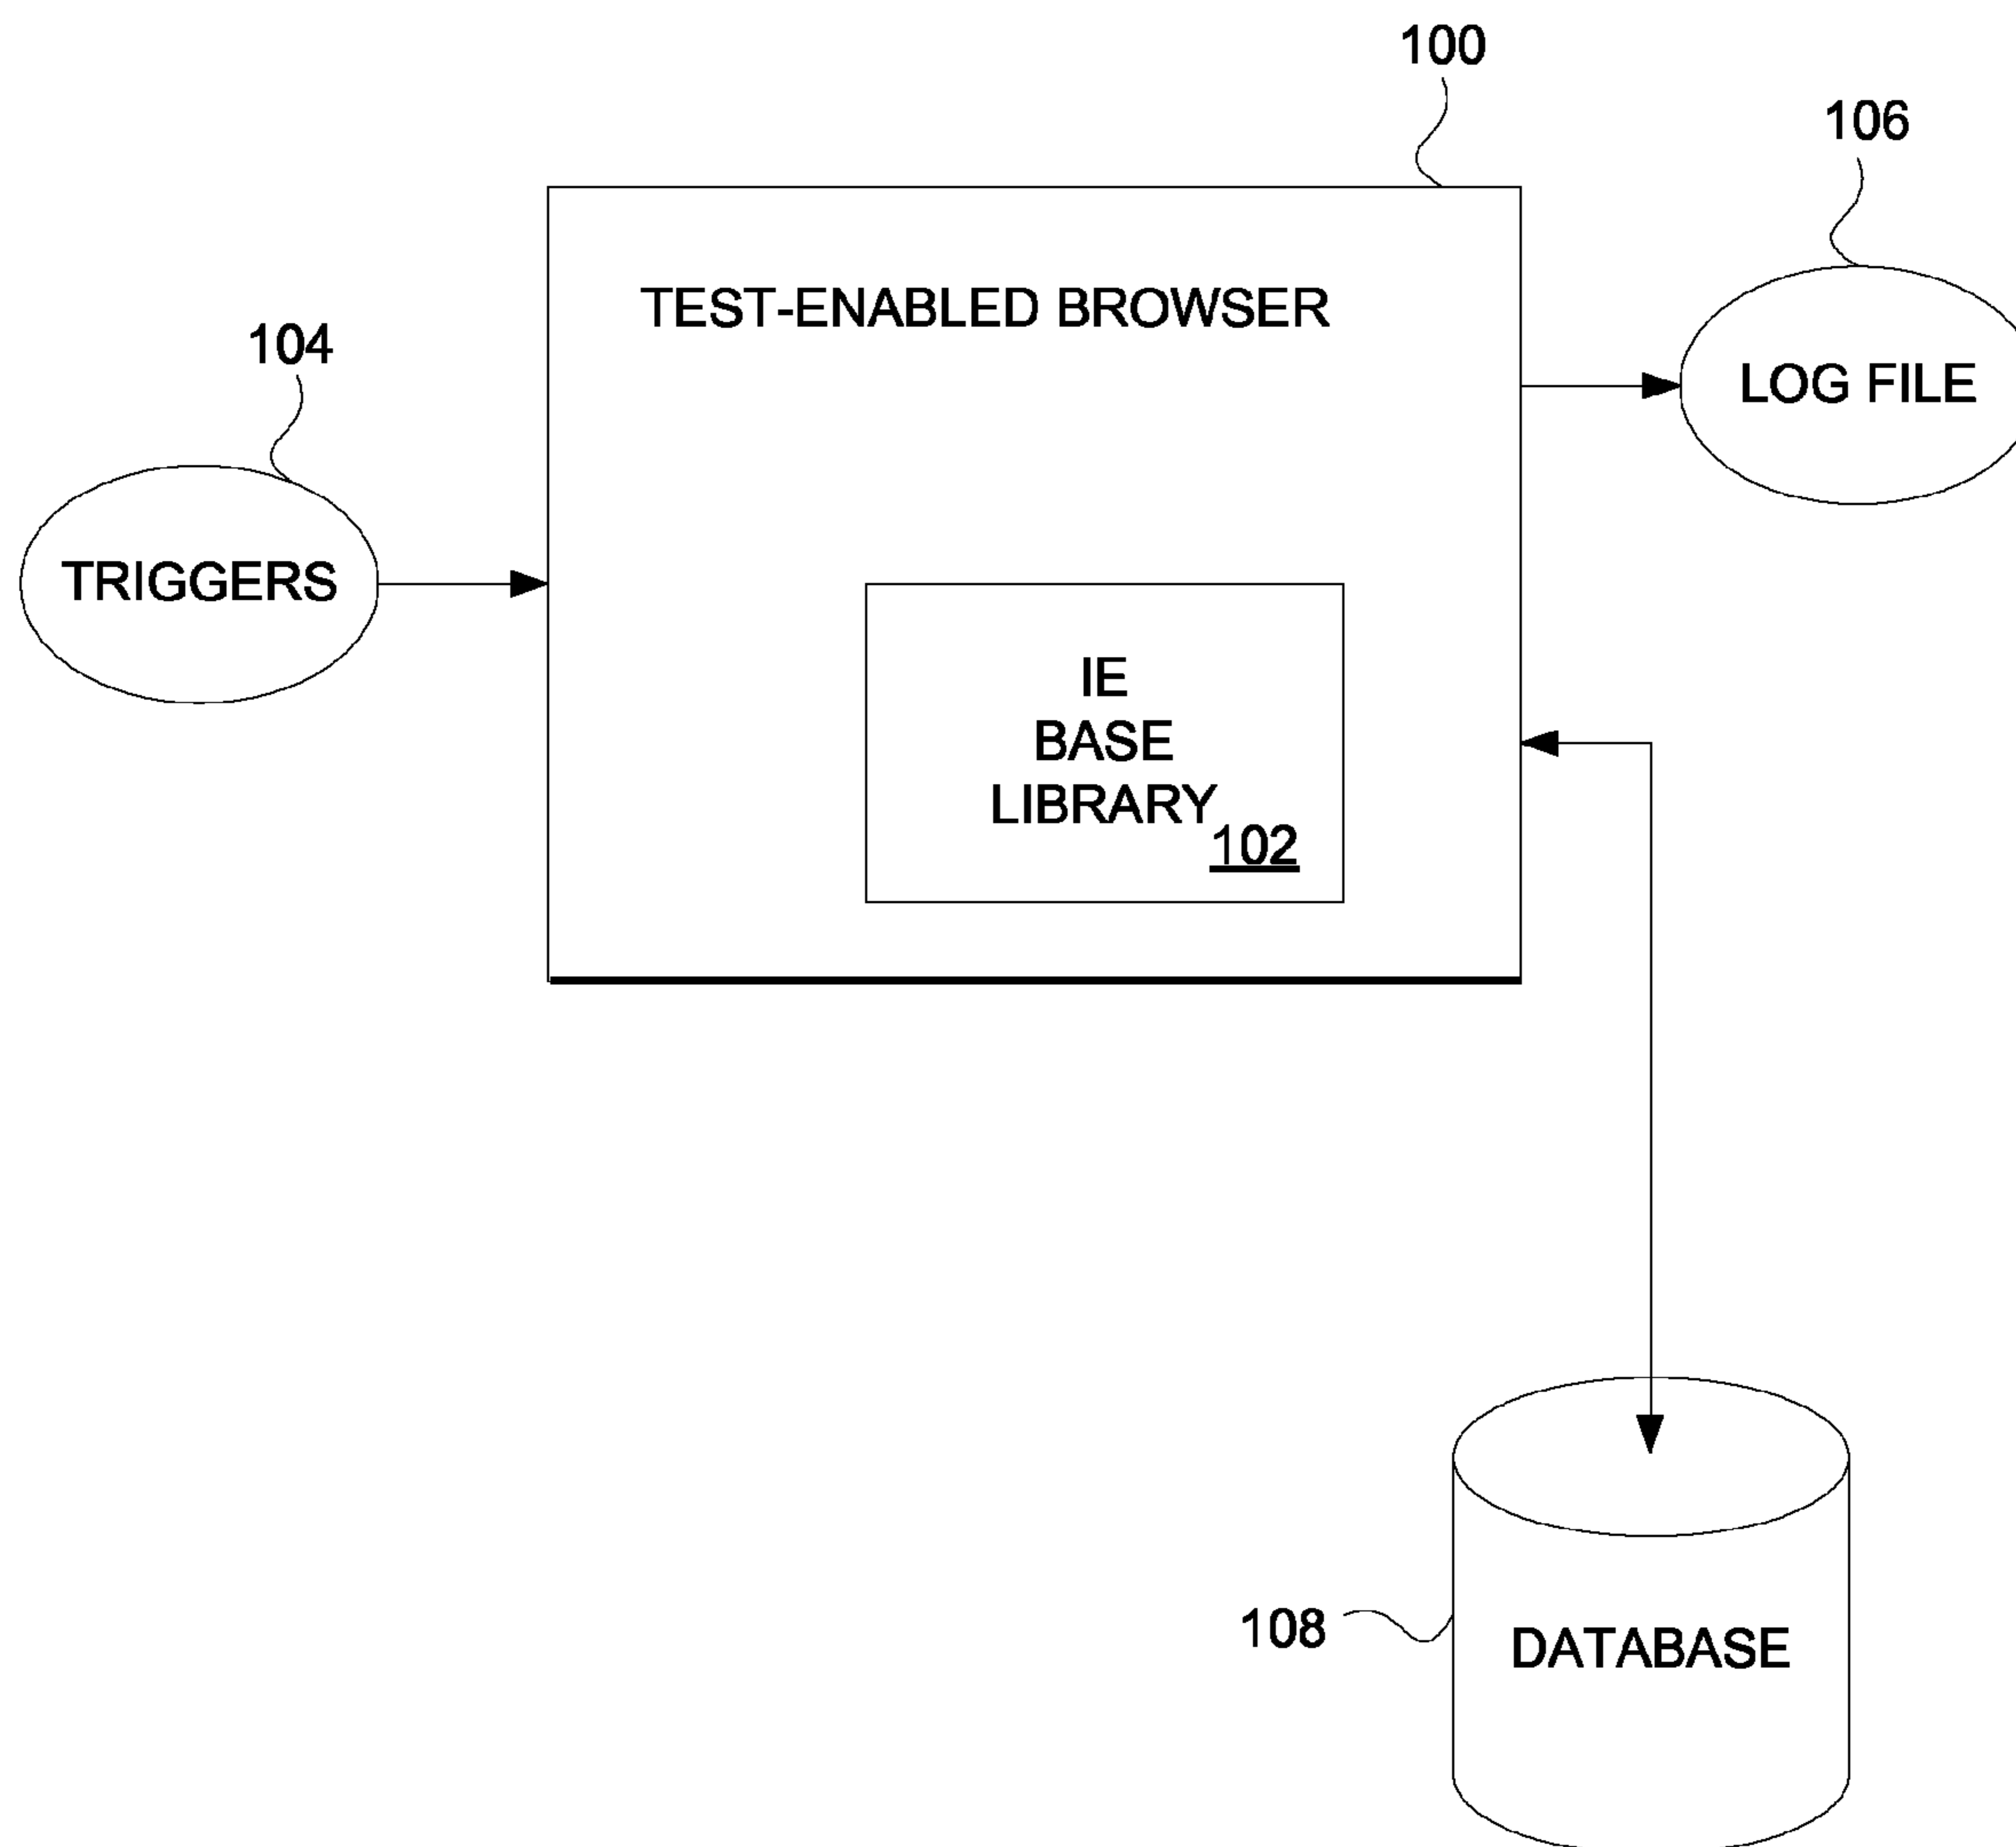 100
106
TEST-ENABLED BROWSER
104
LOG FILE
TRIGGERS
IE
BASE
LIBRARY
102
108
DATABASE